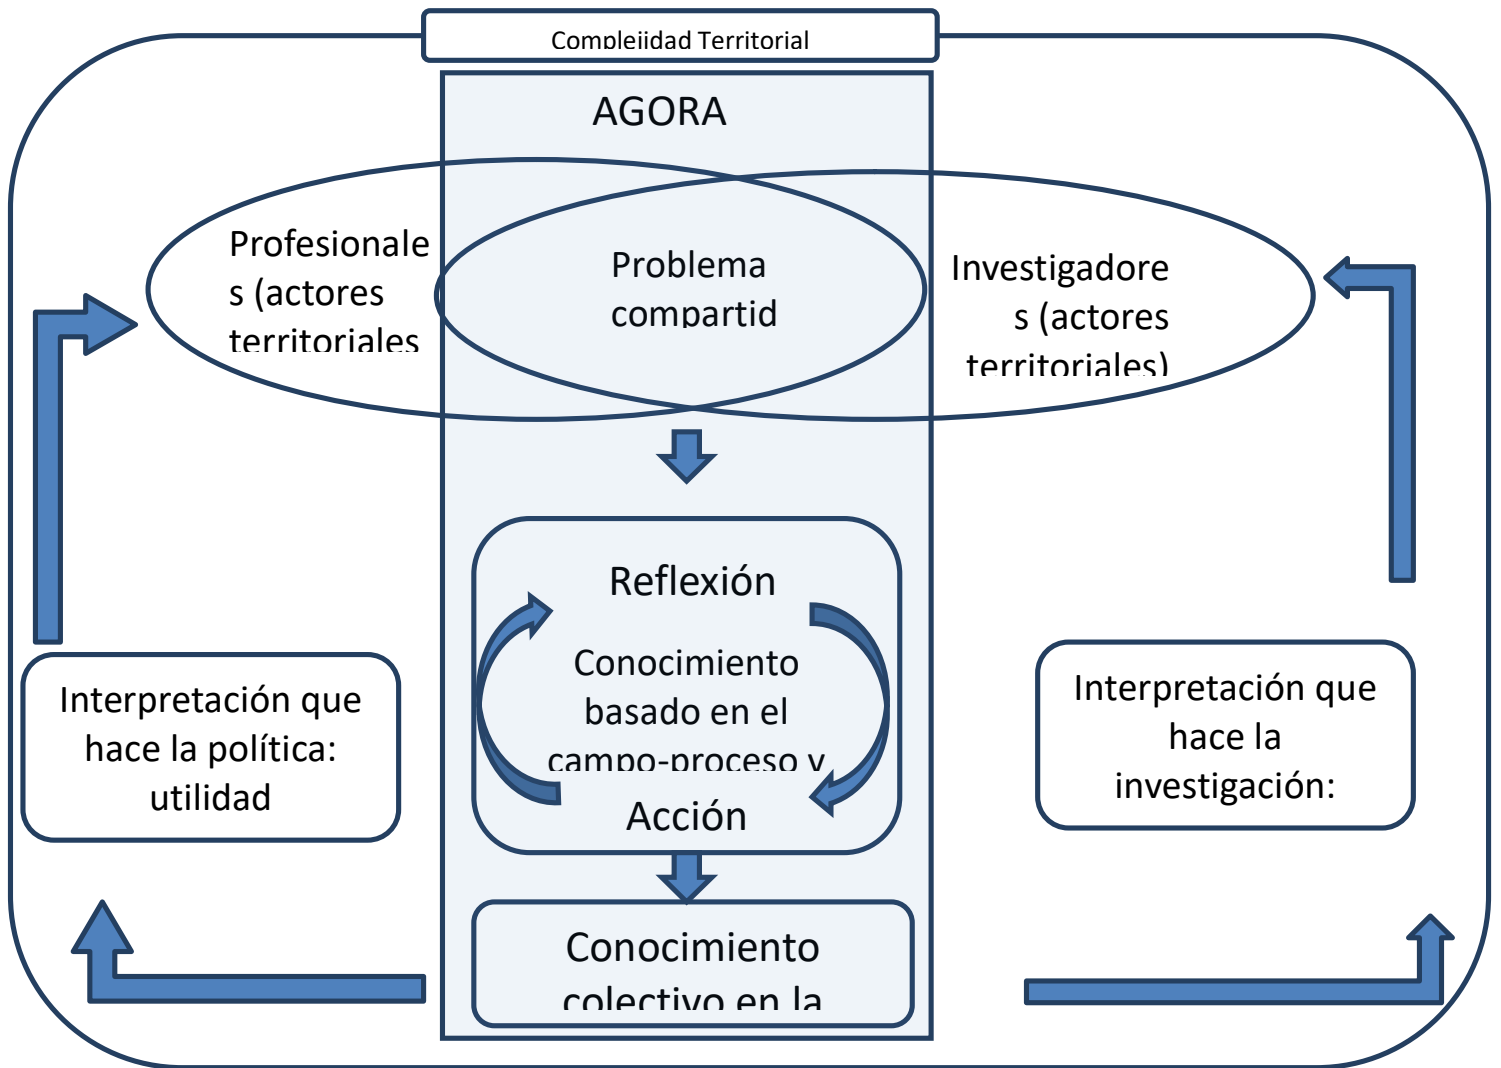 Complejidad Territorial
AGORA
Profesionale
s (actores
territoriales
Problema
compartid
Investigadore
s (actores
territoriales)
Reflexión
Conocimiento
basado en el
campo-proceso y
Acción
Interpretación que
hace la política:
utilidad
Interpretación que
hace la
investigación:
Conocimiento
colectivo en la